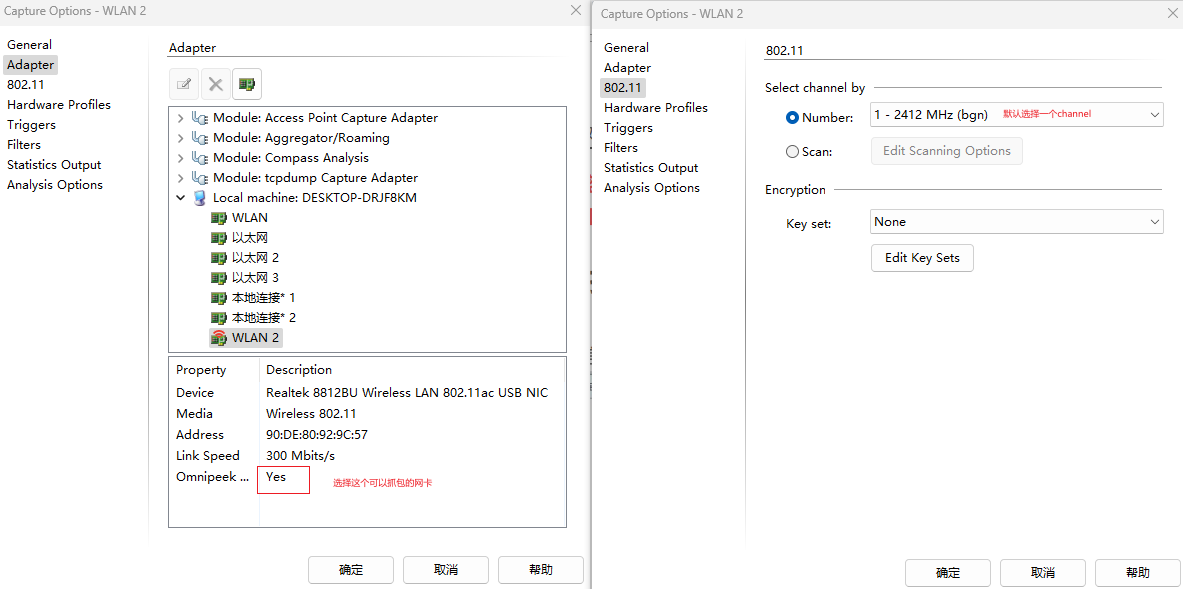 Capture Options - WLAN 2
General
Adapter
802.11
Hardware Profiles
Triggers
Filters
Statistics Output
Analysis Options
Adapter
Module: Access Point Capture Adapter
Module: Aggregator/Roaming
Module: Compass Analysis
Module: tcpdump Capture Adapter
Local machine: DESKTOP-DRJF8KM
WLAN
以太网
以太网 2
以太网 3
本地连接* 1
本地连接* 2
WLAN 2
Property Description
Device Realtek 8812BU Wireless LAN 802.11ac USB NIC
Media Wireless 802.11
Address 90:DE:80:92:9C:57
Link Speed 300 Mbits/s
Omnipeek ... Yes 选择这个可以抓包的网卡
确定 取消 帮助
Capture Options - WLAN 2
General
Adapter
802.11
Hardware Profiles
Triggers
Filters
Statistics Output
Analysis Options
802.11
Select channel by
Number: 1 - 2412 MHz (bgn) 默认选择一个channel
Scan: Edit Scanning Options
Encryption
Key set: None
Edit Key Sets
确定 取消 帮助